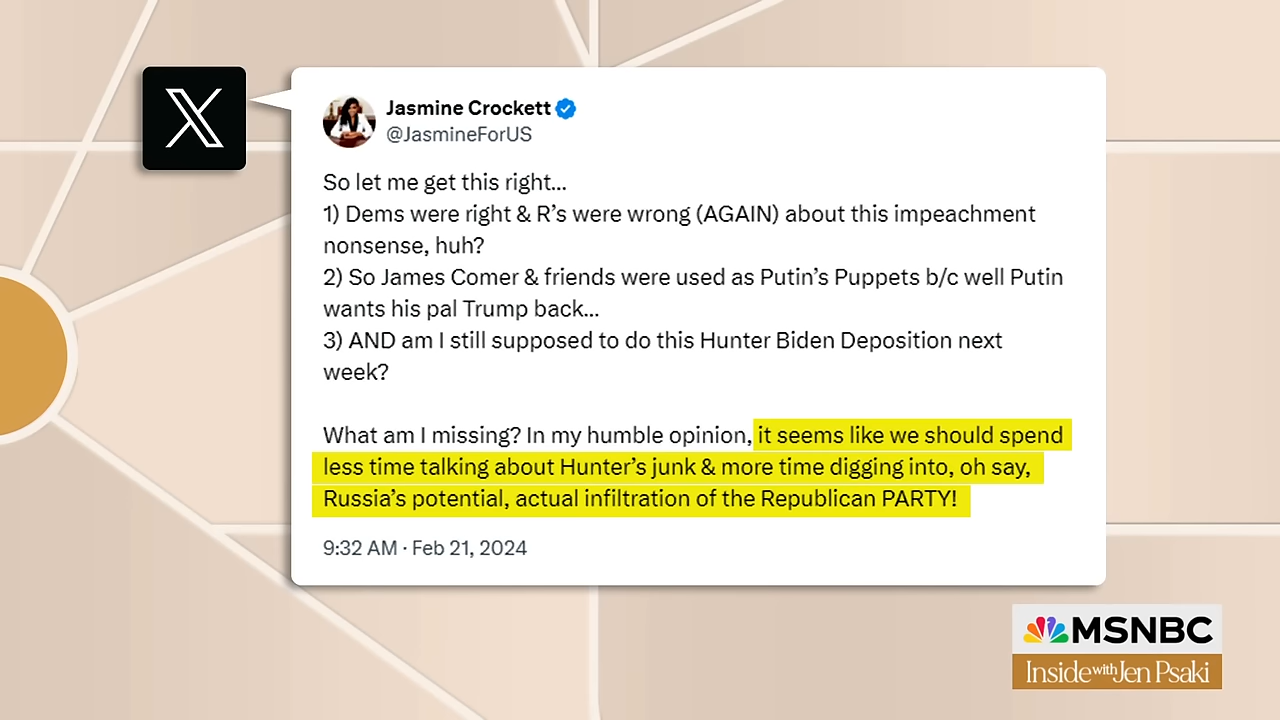 Jasmine Crockett
@JasmineForUS
So let me get this right...
1) Dems were right & R's were wrong (AGAIN) about this impeachment
nonsense, huh?
2) So James Comer & friends were used as Putin's Puppets b/c well Putin
wants his pal Trump back...
3) AND am I still supposed to do this Hunter Biden Deposition next
week?
What am I missing? In my humble opinion, it seems like we should spend
less time talking about Hunter's junk & more time digging into, oh say,
Russia's potential, actual infiltration of the Republican PARTY!
9:32 AM · Feb 21, 2024
MSNBC
Inside with Jen Psaki